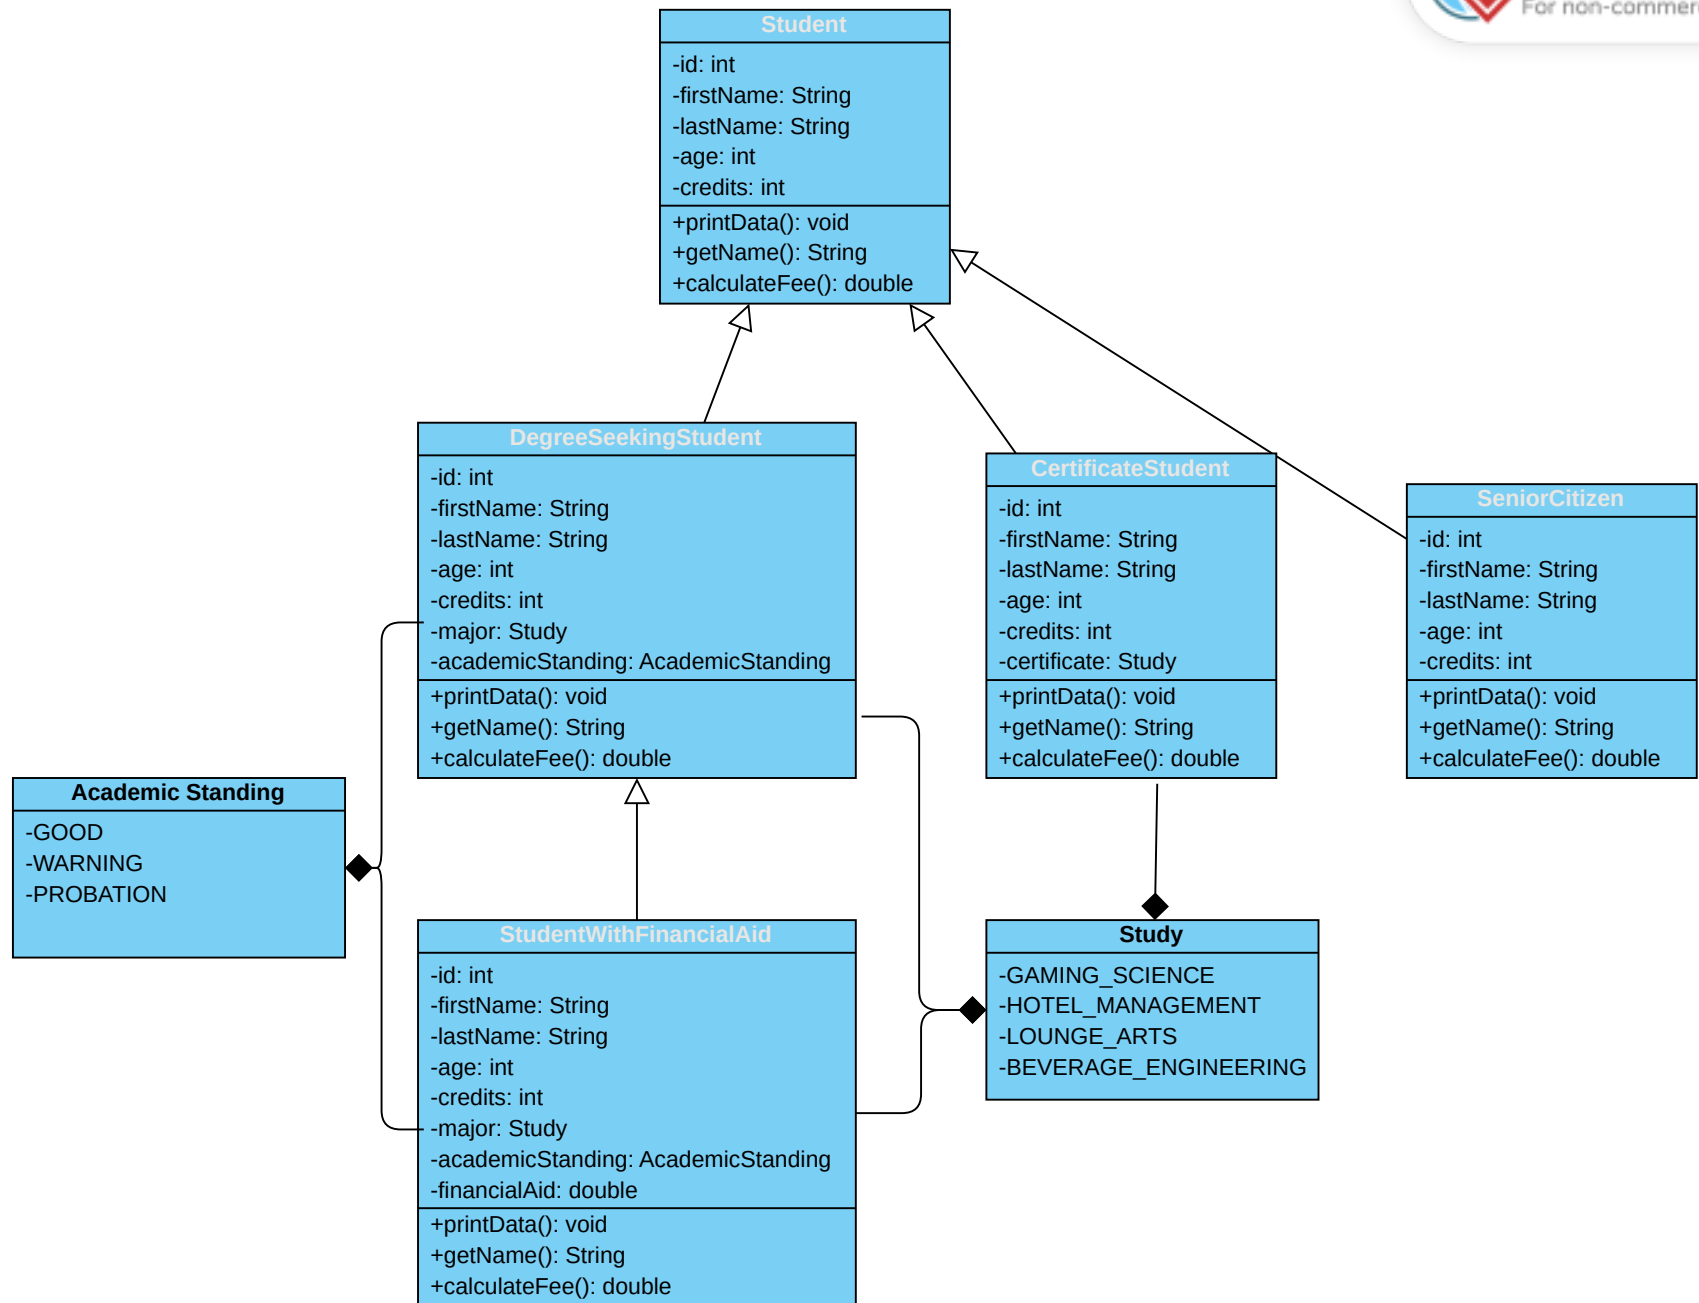 For non-commer
Student
-id: int
-firstName: String
-lastName: String
-age: int
-credits: int
+printData(): void
+getName(): String
+calculateFee(): double
DegreeSeekingStudent
-id: int
-firstName: String
-lastName: String
-age: int
-credits: int
-major: Study
-academicStanding: AcademicStanding
+printData(): void
+getName(): String
+calculateFee(): double
CertificateStudent
-id: int
-firstName: String
-lastName: String
-age: int
-credits: int
-certificate: Study
+printData(): void
+getName(): String
+calculateFee(): double
SeniorCitizen
-id: int
-firstName: String
-lastName: String
-age: int
-credits: int
+printData(): void
+getName(): String
+calculateFee(): double
Academic Standing
-GOOD
-WARNING
-PROBATION
StudentWithFinancialAid
-id: int
-firstName: String
-lastName: String
-age: int
-credits: int
-major: Study
-academicStanding: AcademicStanding
-financialAid: double
+printData(): void
+getName(): String
+calculateFee(): double
Study
-GAMING_SCIENCE
-HOTEL_MANAGEMENT
-LOUNGE_ARTS
-BEVERAGE_ENGINEERING